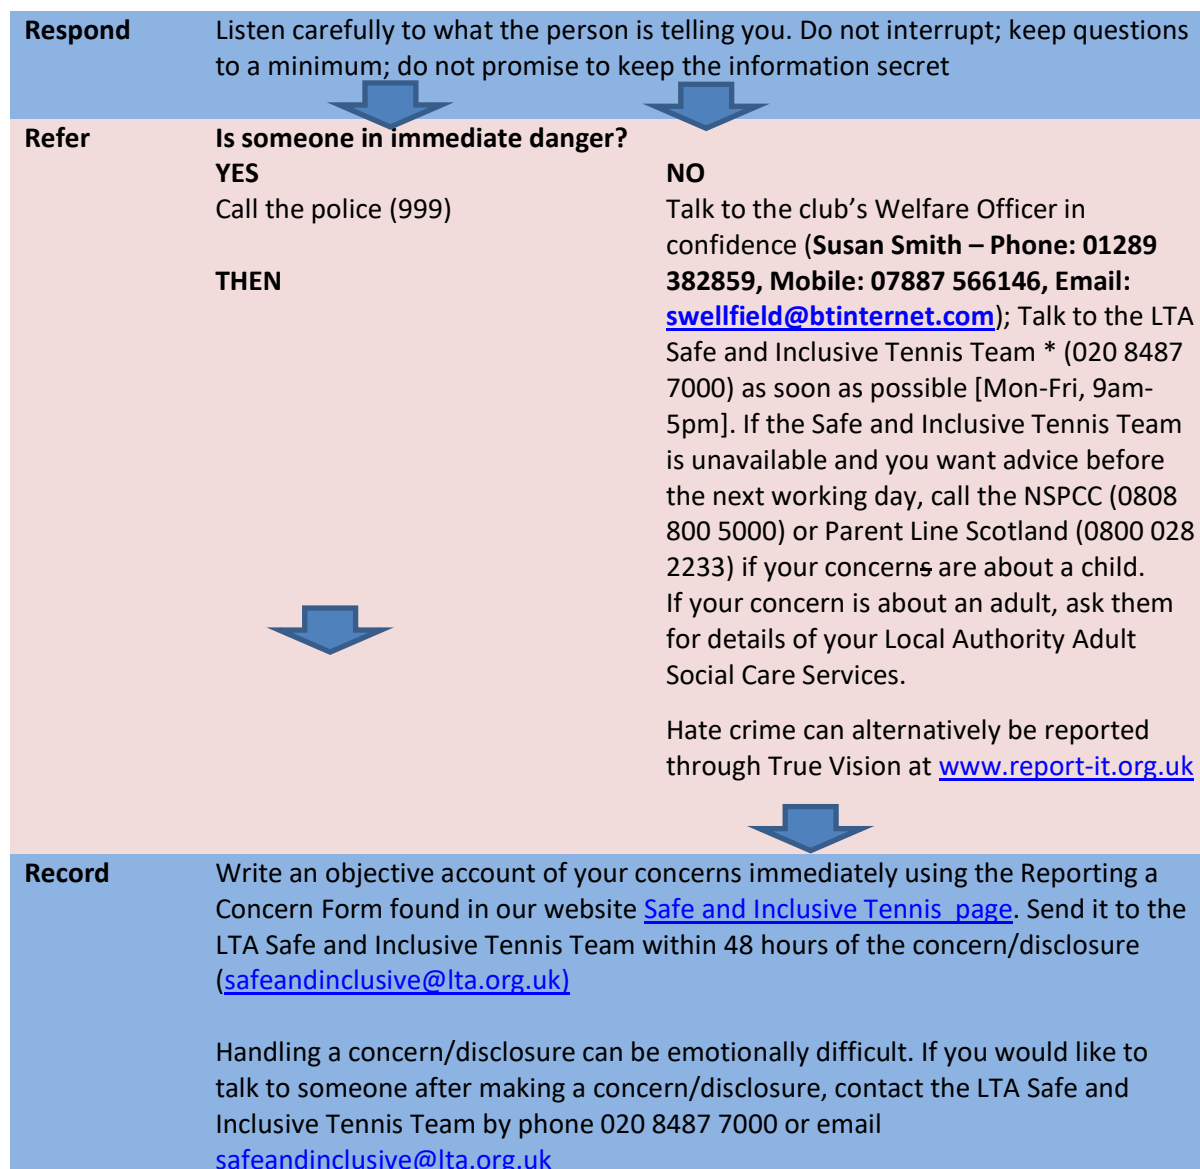 Respond
Listen carefully to what the person is telling you. Do not interrupt; keep questions
to a minimum; do not promise to keep the information secret
Refer
Is someone in immediate danger?
YES
Call the police (999)
THEN
NO
Talk to the club's Welfare Officer in
confidence (Susan Smith – Phone: 01289
382859, Mobile: 07887 566146, Email:
swellfield@btinternet.com); Talk to the LTA
Safe and Inclusive Tennis Team * (020 8487
7000) as soon as possible [Mon-Fri, 9am-
5pm]. If the Safe and Inclusive Tennis Team
is unavailable and you want advice before
the next working day, call the NSPCC (0808
800 5000) or Parent Line Scotland (0800 028
2233) if your concerns are about a child.
If your concern is about an adult, ask them
for details of your Local Authority Adult
Social Care Services.
Hate crime can alternatively be reported
through True Vision at www.report-it.org.uk
Record
Write an objective account of your concerns immediately using the Reporting a
Concern Form found in our website Safe and Inclusive Tennis page. Send it to the
LTA Safe and Inclusive Tennis Team within 48 hours of the concern/disclosure
(safeandinclusive@lta.org.uk)
Handling a concern/disclosure can be emotionally difficult. If you would like to
talk to someone after making a concern/disclosure, contact the LTA Safe and
Inclusive Tennis Team by phone 020 8487 7000 or email
safeandinclusive@lta.org.uk